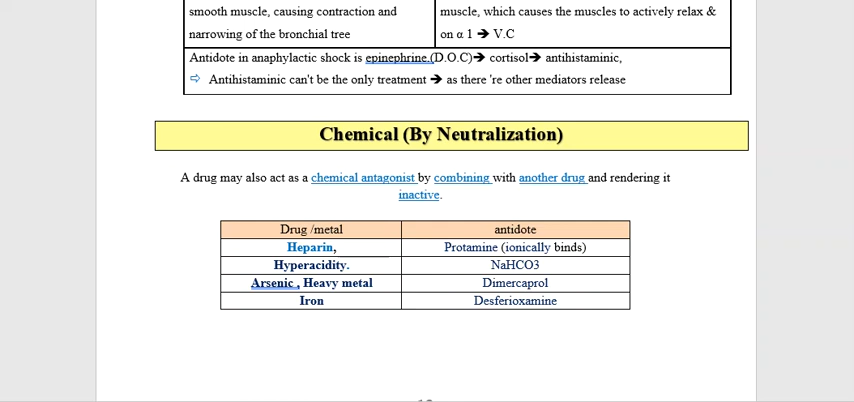 smooth muscle, causing contraction and
narrowing of the bronchial tree
muscle, which causes the muscles to actively relax &
on α 1 ➔ V.C
Antidote in anaphylactic shock is epinephrine.(D.O.C)➔ cortisol➔ antihistaminic,
⇨ Antihistaminic can't be the only treatment ➔ as there 're other mediators release
Chemical (By Neutralization)
A drug may also act as a chemical antagonist by combining with another drug and rendering it
inactive.
Drug /metal antidote
Heparin, Protamine (ionically binds)
Hyperacidity. NaHCO3
Arsenic , Heavy metal Dimercaprol
Iron Desferioxamine